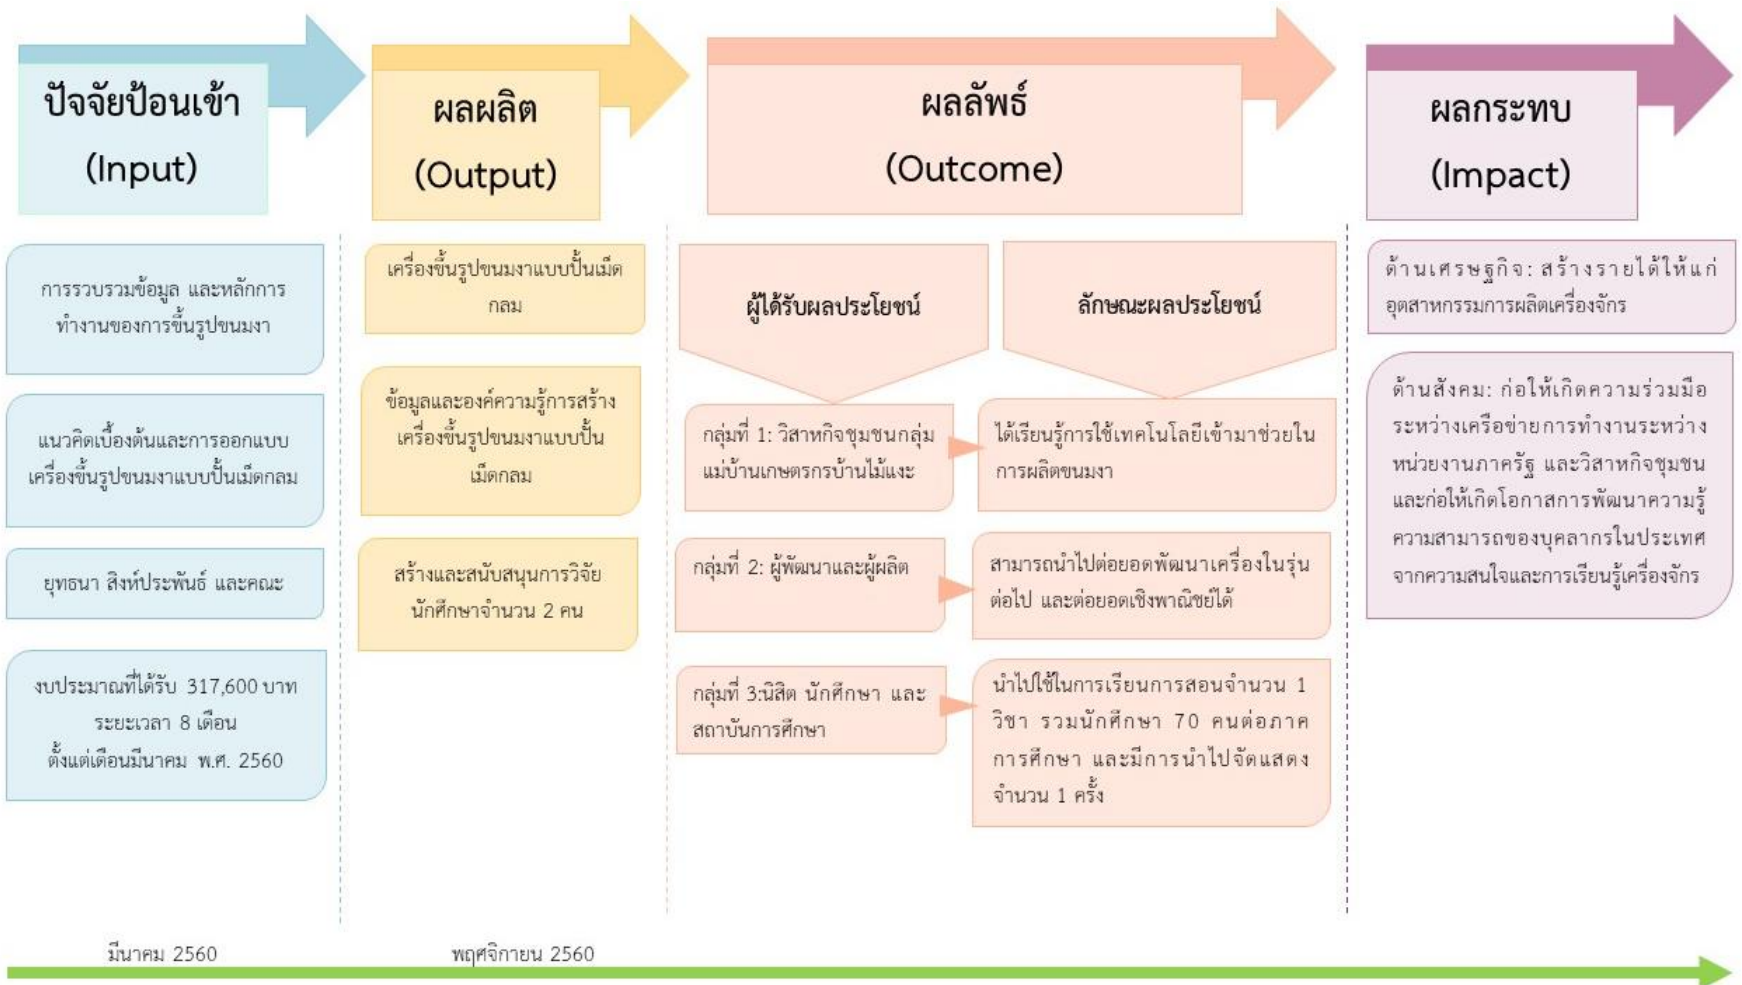 ปัจจัยป้อนเข้า
(Input)
การรวบรวมข้อมูล และหลักการ
ทำงานของการขึ้นรูปขนมงา
แนวคิดเบื้องต้นและการออกแบบ
เครื่องขึ้นรูปขนมงาแบบปั้นเม็ดกลม
ยุทธนา สิงห์ประพันธ์ และคณะ
งบประมาณที่ได้รับ 317,600 บาท
ระยะเวลา 8 เดือน
ตั้งแต่เดือนมีนาคม พ.ศ. 2560
ผลผลิต
(Output)
เครื่องขึ้นรูปขนมงาแบบปั้นเม็ด
กลม
ข้อมูลและองค์ความรู้การสร้าง
เครื่องขึ้นรูปขนมงาแบบปั้น
เม็ดกลม
สร้างและสนับสนุนการวิจัย
นักศึกษาจำนวน 2 คน
ผลลัพธ์
(Outcome)
ผู้ได้รับผลประโยชน์
ลักษณะผลประโยชน์
กลุ่มที่ 1: วิสาหกิจชุมชนกลุ่ม
แม่บ้านเกษตรกรบ้านไม้แงะ
ได้เรียนรู้การใช้เทคโนโลยีเข้ามาช่วยใน
การผลิตขนมงา
กลุ่มที่ 2: ผู้พัฒนาและผู้ผลิต
สามารถนำไปต่อยอดพัฒนาเครื่องในรุ่น
ต่อไป และต่อยอดเชิงพาณิชย์ได้
กลุ่มที่ 3:นิสิต นักศึกษา และ
สถาบันการศึกษา
นำไปใช้ในการเรียนการสอนจำนวน 1
วิชา รวมนักศึกษา 70 คนต่อภาค
การศึกษา และมีการนำไปจัดแสดง
จำนวน 1 ครั้ง
ผลกระทบ
(Impact)
ด้านเศรษฐกิจ: สร้างรายได้ให้แก่
อุตสาหกรรมการผลิตเครื่องจักร
ด้านสังคม: ก่อให้เกิดความร่วมมือ
ระหว่างเครือข่ายการทำงานระหว่าง
หน่วยงานภาครัฐ และวิสาหกิจชุมชน
และก่อให้เกิดโอกาสการพัฒนาความรู้
ความสามารถของบุคลากรในประเทศ
จากความสนใจและการเรียนรู้เครื่องจักร
มีนาคม 2560
พฤศจิกายน 2560